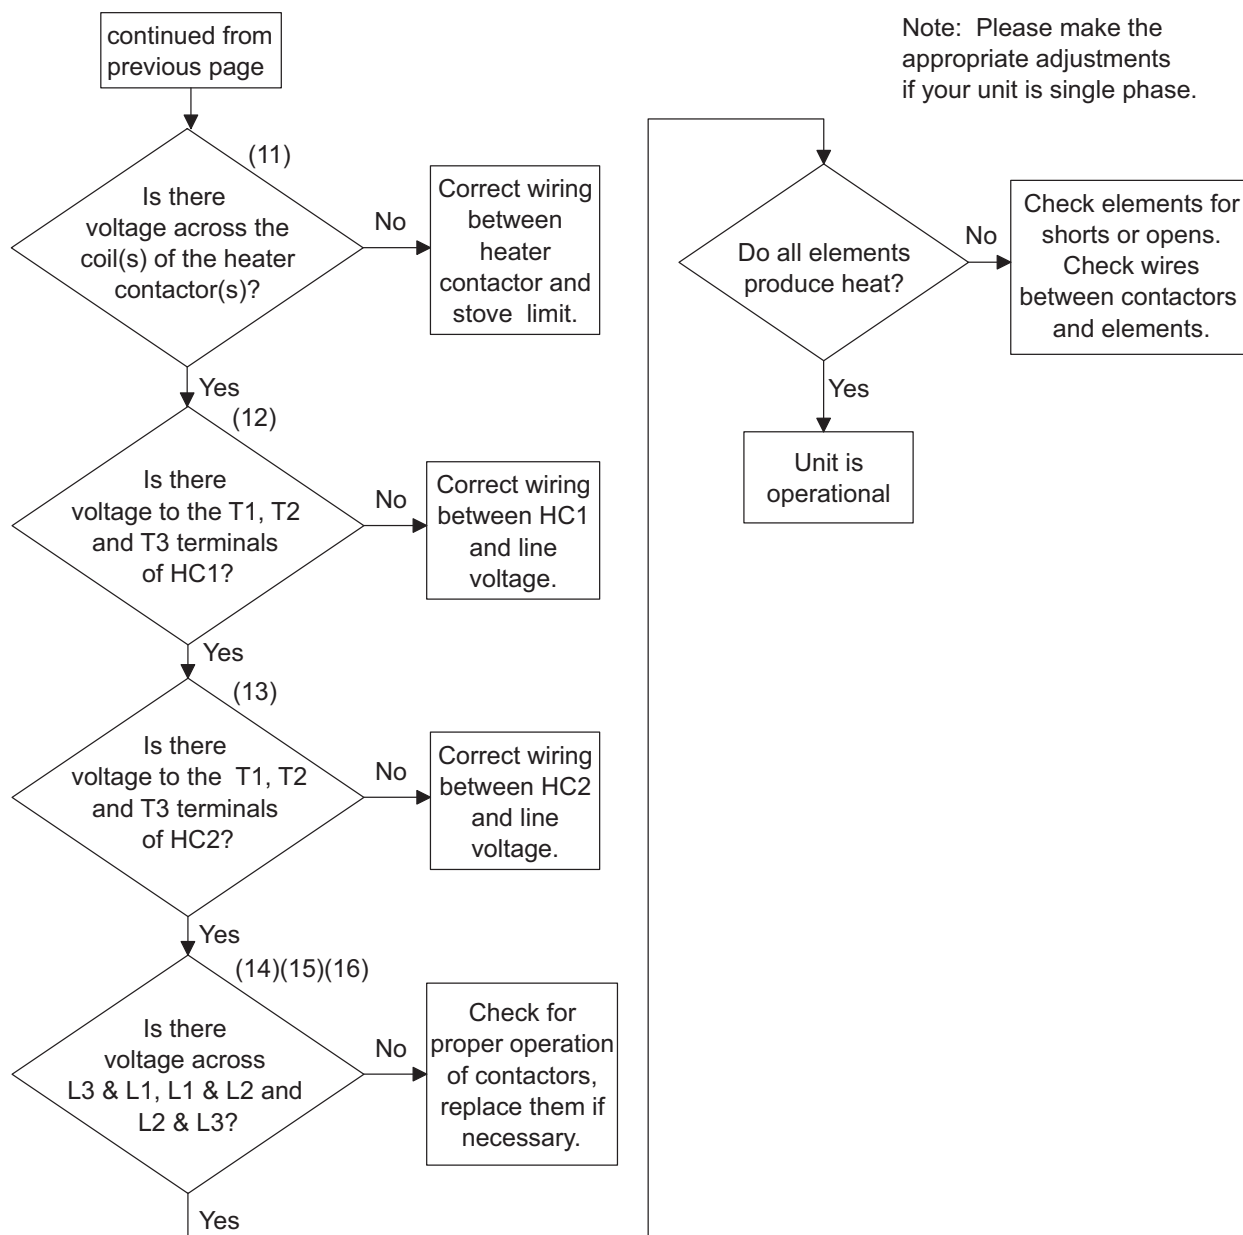 continued from
previous page
(11)
Is there
voltage across the
coil(s) of the heater
contactor(s)?
No
Correct wiring
between
heater
contactor and
stove limit.
Yes
(12)
Is there
voltage to the T1, T2
and T3 terminals
of HC1?
No
Correct wiring
between HC1
and line
voltage.
Yes
(13)
Is there
voltage to the T1, T2
and T3 terminals
of HC2?
No
Correct wiring
between HC2
and line
voltage.
Yes
(14)(15)(16)
Is there
voltage across
L3 & L1, L1 & L2 and
L2 & L3?
No
Check for
proper operation
of contactors,
replace them if
necessary.
Yes
Note: Please make the
appropriate adjustments
if your unit is single phase.
Do all elements
produce heat?
No
Check elements for
shorts or opens.
Check wires
between contactors
and elements.
Yes
Unit is
operational